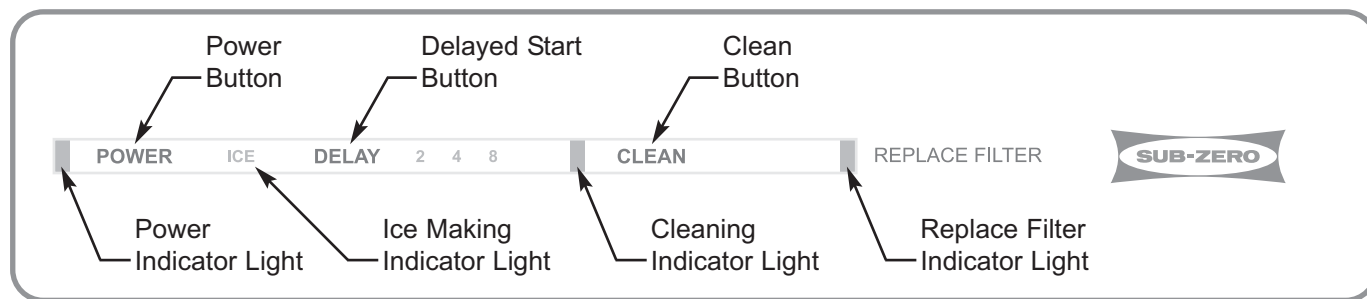 Power
Button
Delayed Start
Button
Clean
Button
POWER ICE DELAY 2 4 8 CLEAN REPLACE FILTER SUB-ZERO
Power
Indicator Light
Ice Making
Indicator Light
Cleaning
Indicator Light
Replace Filter
Indicator Light